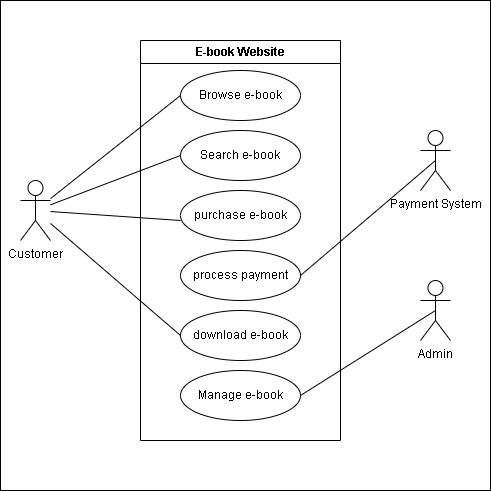 E-book Website
Browse e-book
Search e-book
purchase e-book
process payment
download e-book
Manage e-book
Customer
Payment System
Admin